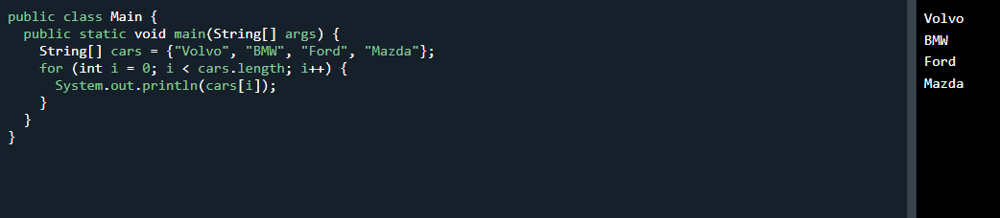 public class Main {
  public static void main(String[] args) {
    String[] cars = {"Volvo", "BMW", "Ford", "Mazda"};
    for (int i = 0; i < cars.length; i++) {
      System.out.println(cars[i]);
    }
  }
}
Volvo
BMW
Ford
Mazda